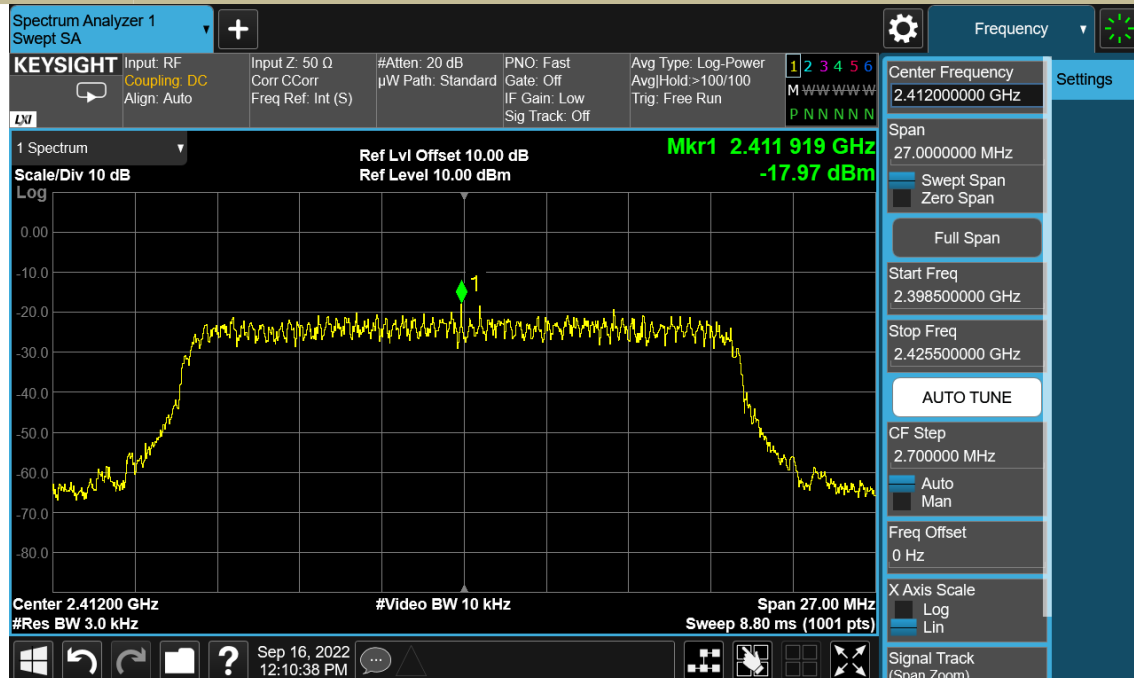 Spectrum Analyzer 1
Swept SA
+
Frequency
KEYSIGHT
LXI
Input: RF
Coupling: DC
Align: Auto
Input Z: 50 Ω
Corr CCorr
Freq Ref: Int (S)
#Atten: 20 dB
µW Path: Standard
PNO: Fast
Gate: Off
IF Gain: Low
Sig Track: Off
Avg Type: Log-Power
Avg|Hold:>100/100
Trig: Free Run
1 2 3 4 5 6
M W W W W W
P N N N N N
1 Spectrum
Scale/Div 10 dB
Ref Lvl Offset 10.00 dB
Ref Level 10.00 dBm
Mkr1 2.411 919 GHz
-17.97 dBm
Log
0.00
-10.0
-20.0
-30.0
-40.0
-50.0
-60.0
-70.0
-80.0
1
Center 2.41200 GHz
#Res BW 3.0 kHz
#Video BW 10 kHz
Span 27.00 MHz
Sweep 8.80 ms (1001 pts)
?
Sep 16, 2022
12:10:38 PM
Center Frequency
2.412000000 GHz
Span
27.0000000 MHz
Swept Span
Zero Span
Full Span
Start Freq
2.398500000 GHz
Stop Freq
2.425500000 GHz
AUTO TUNE
CF Step
2.700000 MHz
Auto
Man
Freq Offset
0 Hz
X Axis Scale
Log
Lin
Signal Track
(Span Zoom)
Settings